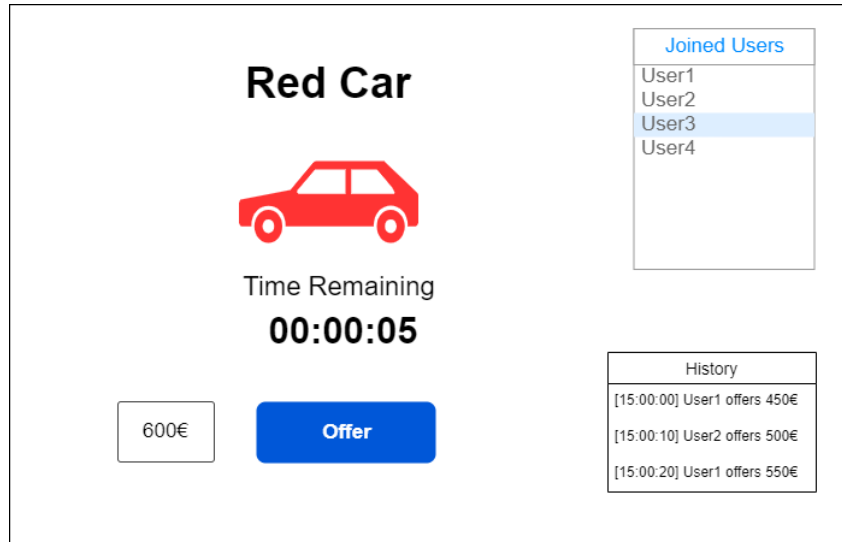 Red Car
Time Remaining
00:00:05
600€
Offer
Joined Users
User1
User2
User3
User4
History
[15:00:00] User1 offers 450€
[15:00:10] User2 offers 500€
[15:00:20] User1 offers 550€